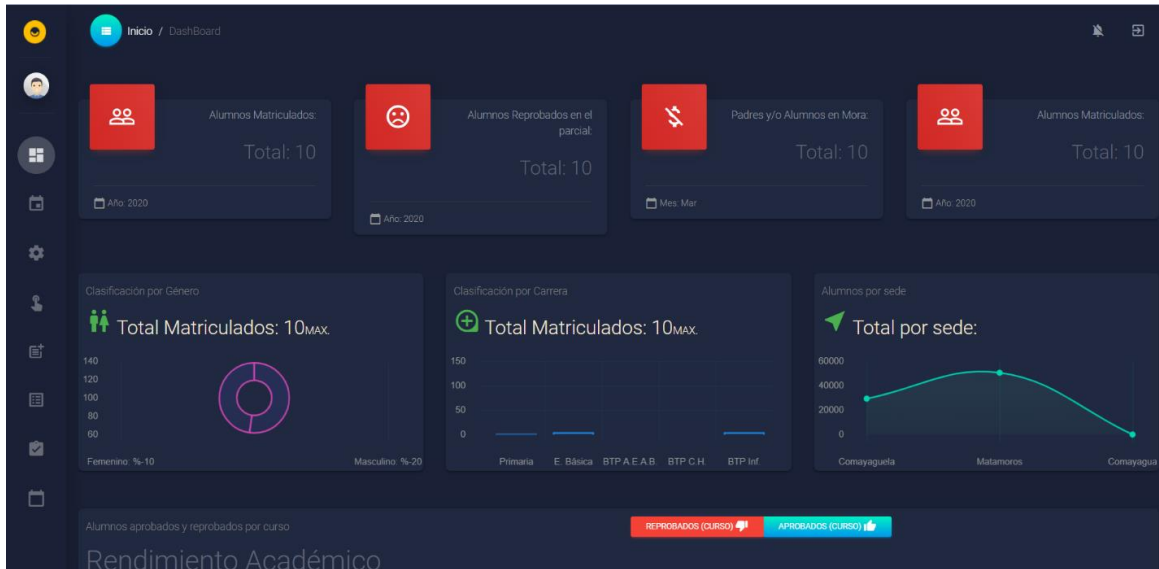 Inicio / DashBoard
Alumnos Matriculados:
Total: 10
Año: 2020
Alumnos Reprobados en el
parcial:
Total: 10
Año: 2020
Padres y/o Alumnos en Mora:
Total: 10
Mes: Mar
Alumnos Matriculados:
Total: 10
Año: 2020
Clasificación por Género
Total Matriculados: 10MAX.
140
120
100
80
60
Femenino: %-10
Masculino: %-20
Clasificación por Carrera
Total Matriculados: 10MAX.
150
100
50
0
Primaria E. Básica BTP A.E.A.B. BTP C.H. BTP Inf.
Alumnos por sede
Total por sede:
60000
40000
20000
0
Comayaguela Matamoros Comayagua
Alumnos aprobados y reprobados por curso
REPROBADOS (CURSO) APROBADOS (CURSO)
Rendimiento Académico